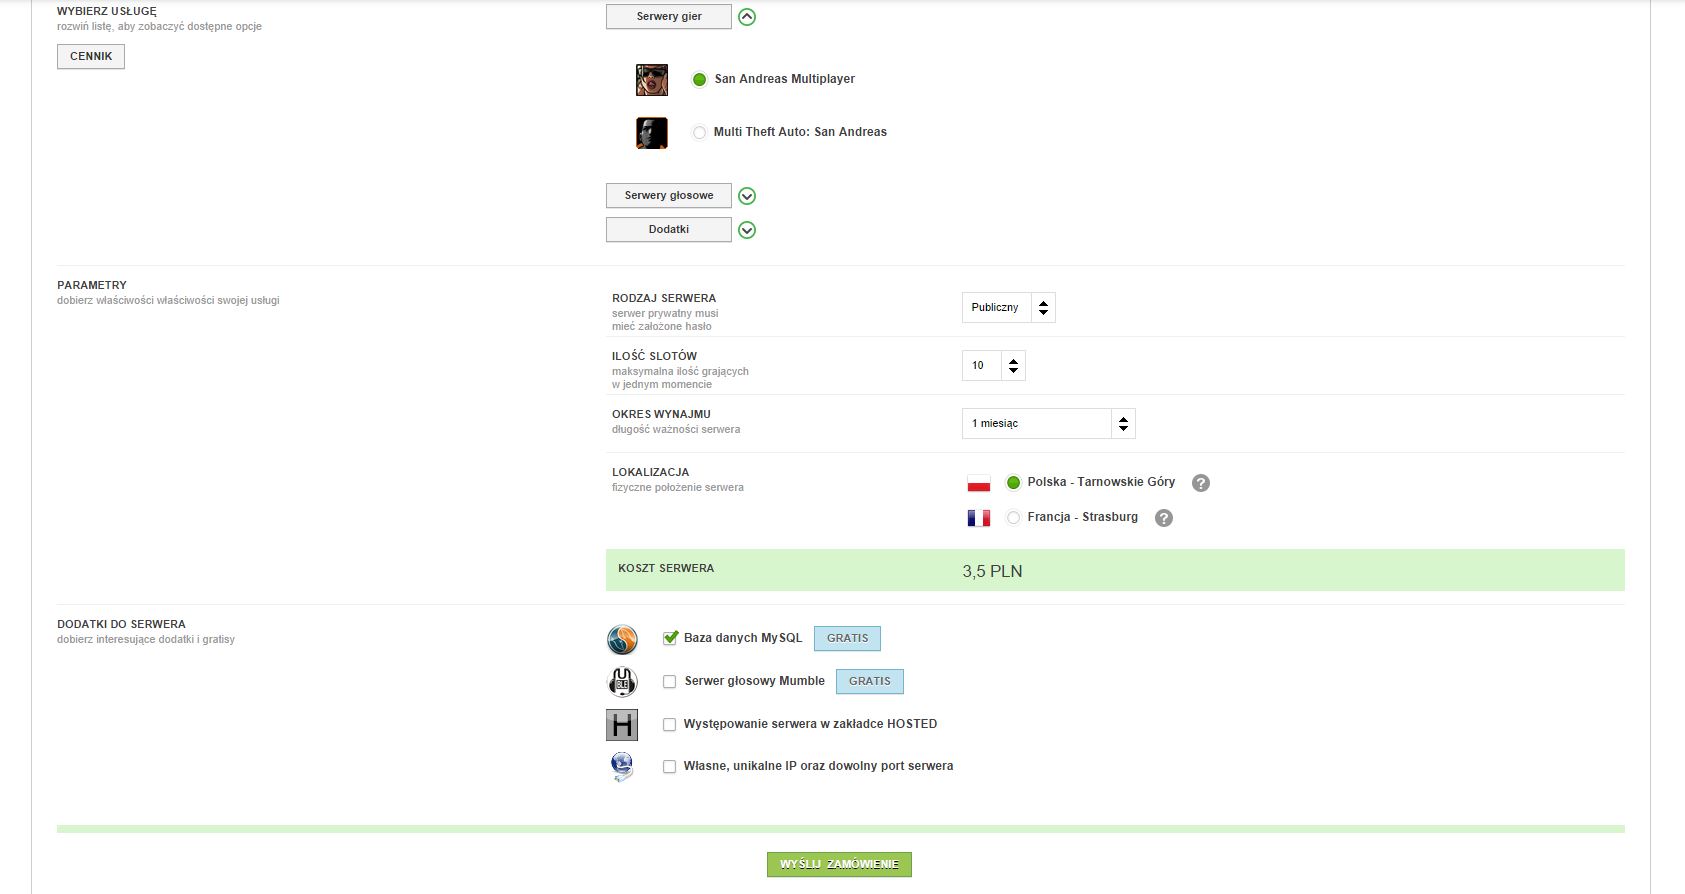 WYBIERZ USŁUGĘ
rozwiń listę, aby zobaczyć dostępne opcje
CENNIK
Serwery gier
San Andreas Multiplayer
Multi Theft Auto: San Andreas
Serwery głosowe
Dodatki
PARAMETRY
dobierz właściwości właściwości swojej usługi
RODZAJ SERWERA
serwer prywatny musi
mieć założone hasło
Publiczny
ILOŚĆ SLOTÓW
maksymalna ilość grających
w jednym momencie
10
OKRES WYNAJMU
długość ważności serwera
1 miesiąc
LOKALIZACJA
fizyczne położenie serwera
Polska - Tarnowskie Góry ?
Francja - Strasburg ?
KOSZT SERWERA
3,5 PLN
DODATKI DO SERWERA
dobierz interesujące dodatki i gratisy
Baza danych MySQL GRATIS
Serwer głosowy Mumble GRATIS
H Występowanie serwera w zakładce HOSTED
Własne, unikalne IP oraz dowolny port serwera
WYŚLIJ ZAMÓWIENIE